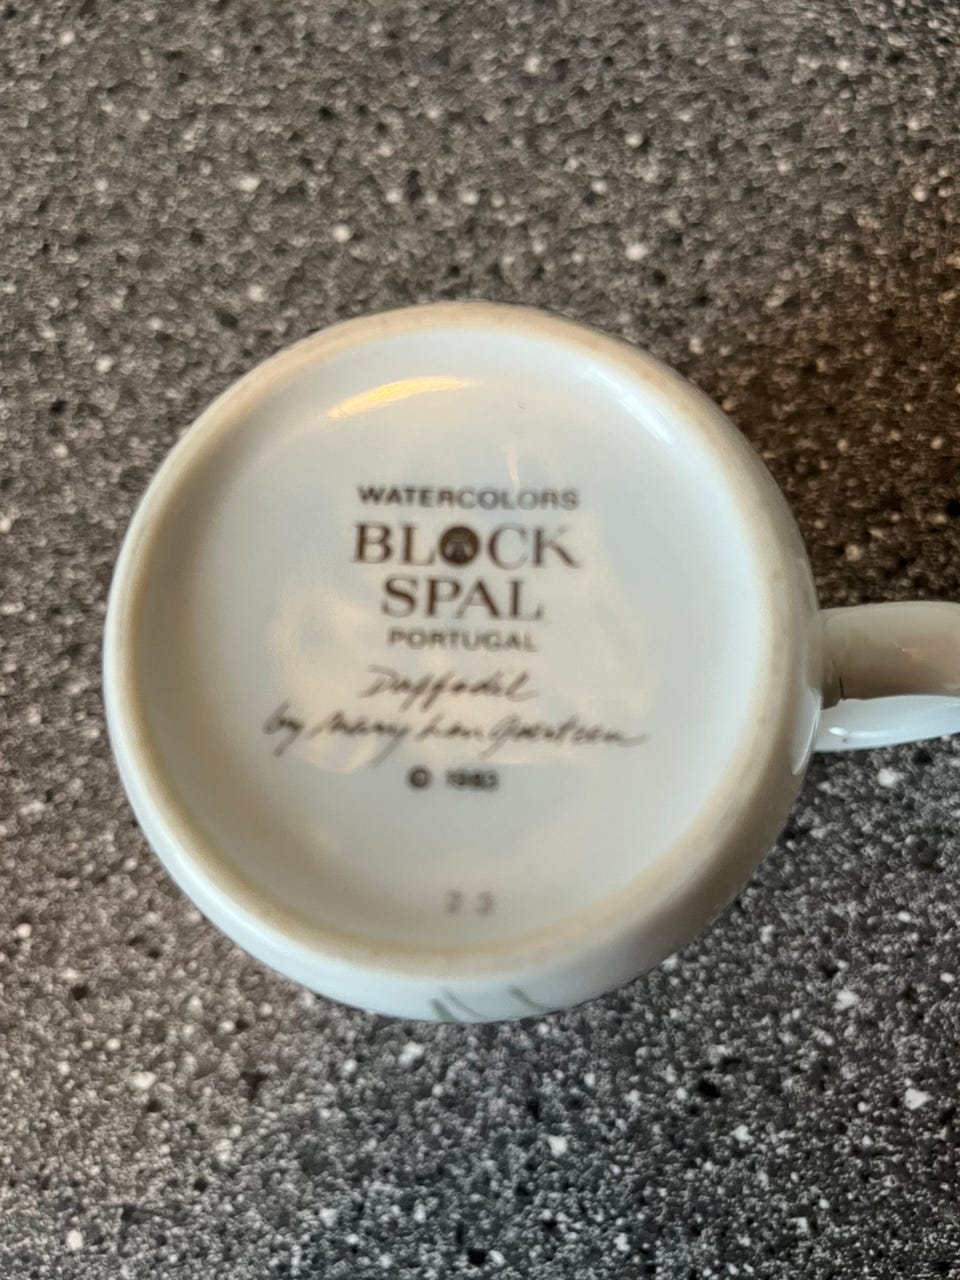 WATERCOLORS
BLOCK
SPAL
PORTUGAL
Daffodil
by Mary Lou Goertzen
© 1983
23